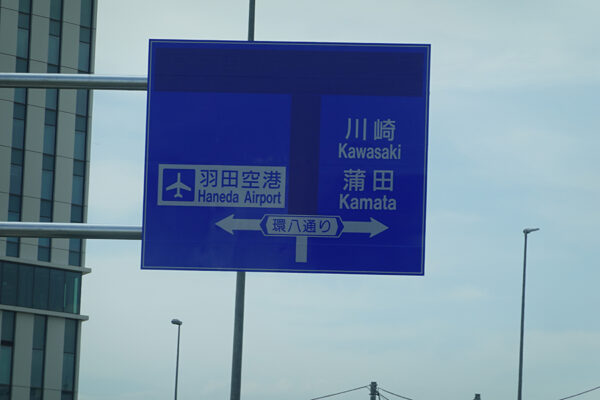 川崎
Kawasaki
羽田空港
Haneda Airport
蒲田
Kamata
環八通り